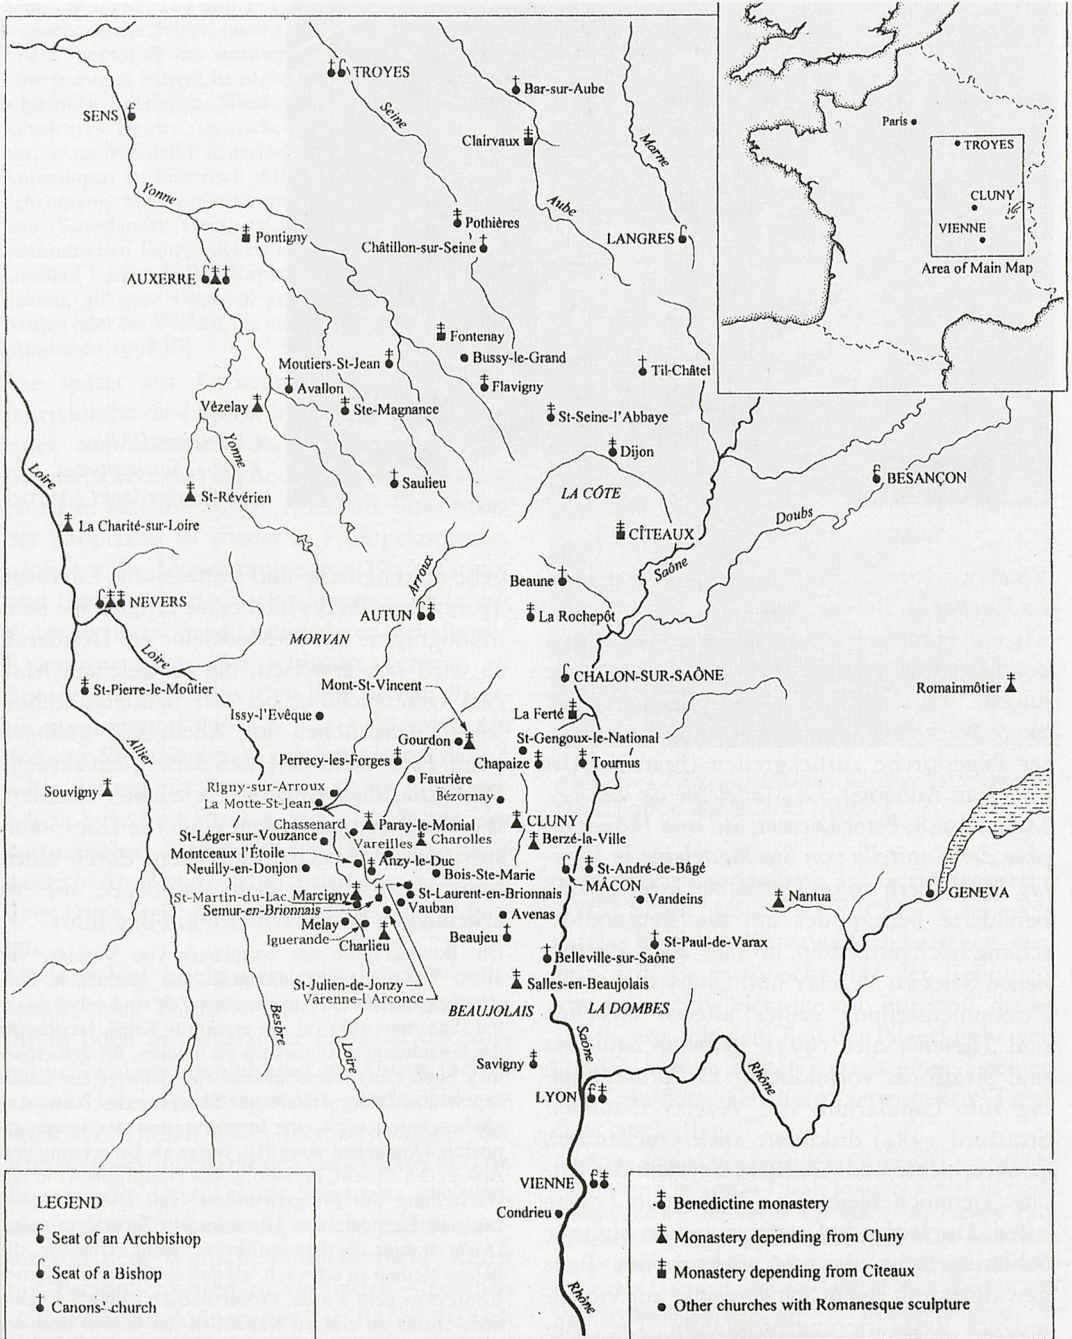 TROYES
Bar-sur-Aube
SENS
Seine
Clairvaux
Marne
Paris
TROYES
CLUNY
VIENNE
Area of Main Map
Yonne
Aube
Pothières
Pontigny
Châtillon-sur-Seine
LANGRES
AUXERRE
Fontenay
Moutiers-St-Jean
Bussy-le-Grand
Til-Châtel
Avallon
Flavigny
Vézelay
Ste-Magnance
St-Seine-l'Abbaye
Yonne
Dijon
Loire
Saulieu
LA CÔTE
BESANÇON
St-Révérien
La Charité-sur-Loire
Doubs
CÎTEAUX
Arroux
Saône
Beaune
NEVERS
AUTUN
La Rochepôt
MORVAN
Loire
St-Pierre-le-Moûtier
Mont-St-Vincent
CHALON-SUR-SAÔNE
Romainmôtier
Issy-l'Evêque
La Ferté
Allier
Gourdon
St-Gengoux-le-National
Perrecy-les-Forges
Chapaize
Tournus
Souvigny
Rigny-sur-Arroux
Fautrière
La Motte-St-Jean
Bézornay
Chassenard
Paray-le-Monial
CLUNY
St-Léger-sur-Vouzance
Vareilles
Charolles
Berzé-la-Ville
Montceaux l'Étoile
Anzy-le-Duc
Neuilly-en-Donjon
Bois-Ste-Marie
St-André-de-Bâgé
MÂCON
GENEVA
St-Martin-du-Lac
Marcigny
St-Laurent-en-Brionnais
Vandeins
Nantua
Semur-en-Brionnais
Vauban
Melay
Avenas
Iguerande
Charlieu
Beaujeu
St-Paul-de-Varax
Belleville-sur-Saône
St-Julien-de-Jonzy
Salles-en-Beaujolais
Varenne-l Arconce
BEAUJOLAIS
LA DOMBES
Besbre
Loire
Saône
Savigny
Rhône
LYON
VIENNE
Condrieu
Rhône
LEGEND
Seat of an Archbishop
Seat of a Bishop
Canons'-church
Benedictine monastery
Monastery depending from Cluny
Monastery depending from Cîteaux
Other churches with Romanesque sculpture